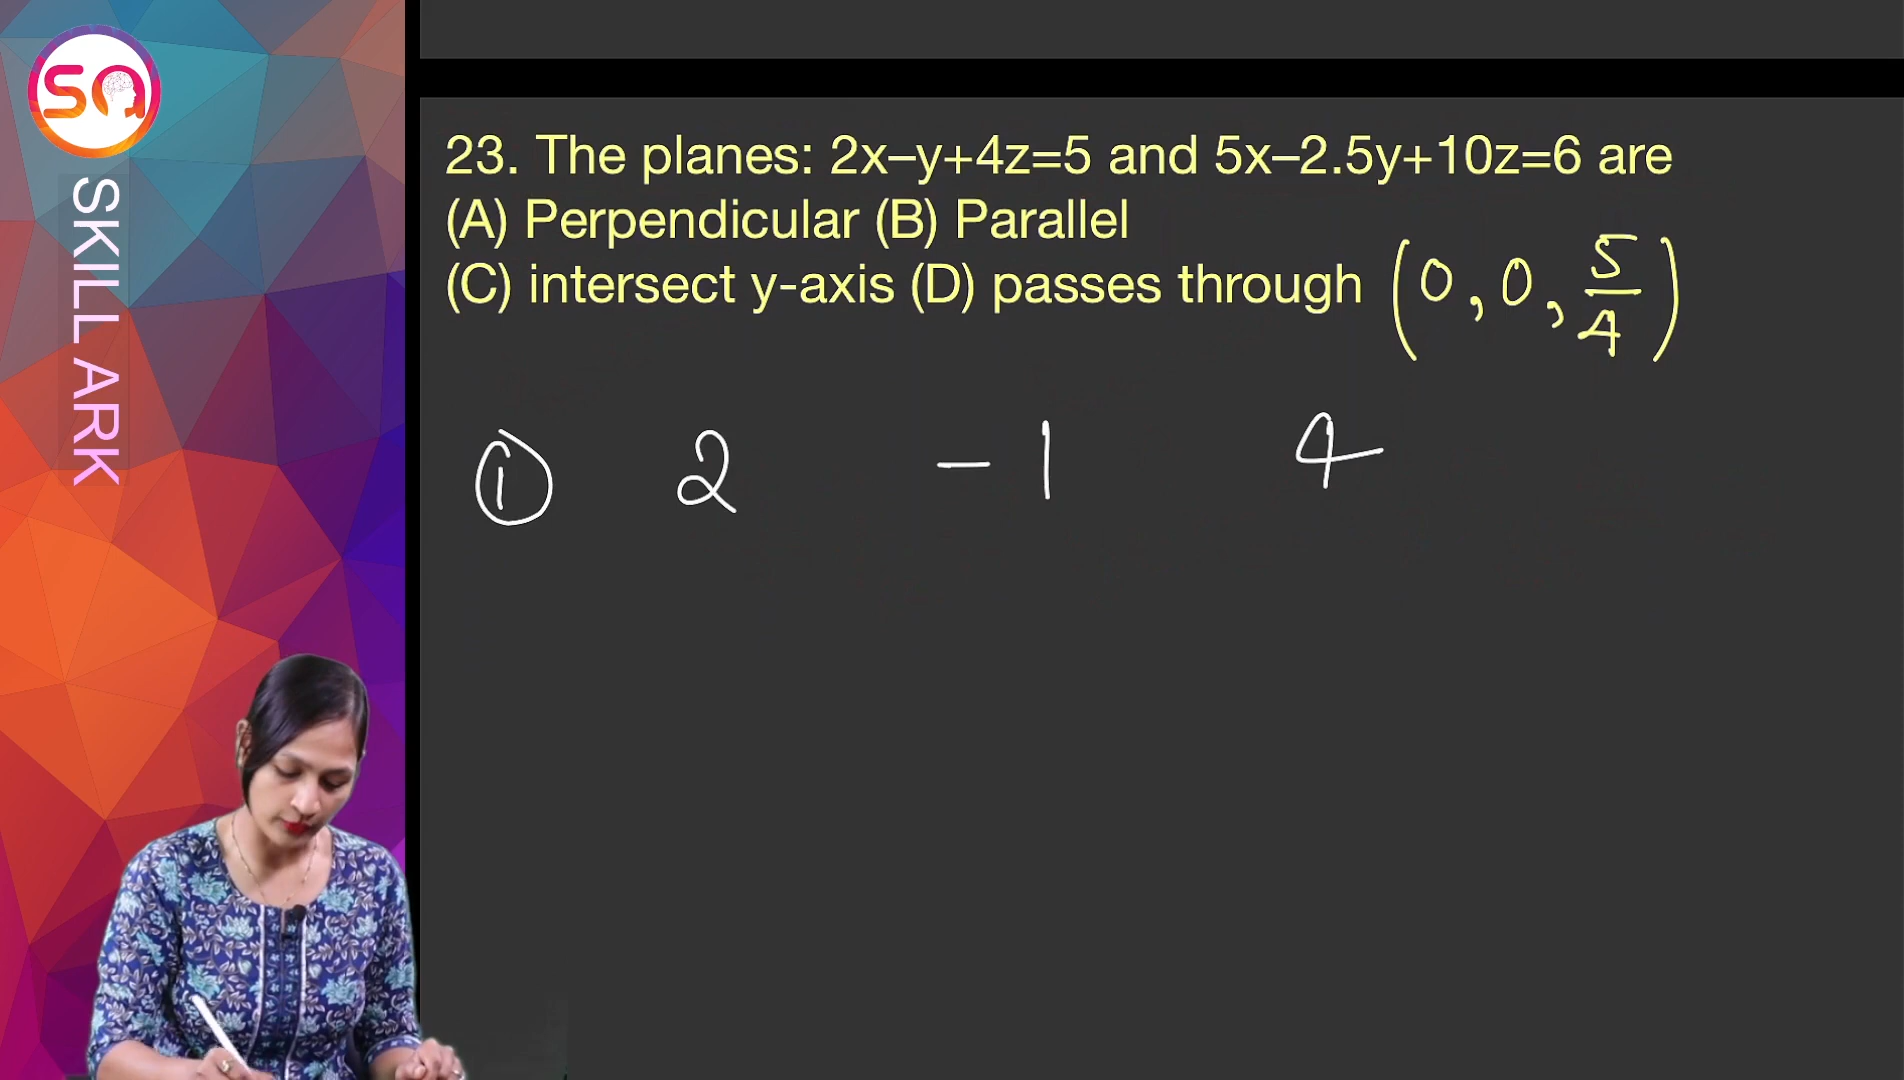 SA
SKILL ARK
23. The planes: 2x–y+4z=5 and 5x–2.5y+10z=6 are
(A) Perpendicular (B) Parallel
(C) intersect y-axis (D) passes through (0, 0, 5/4)
① 2 -1 4